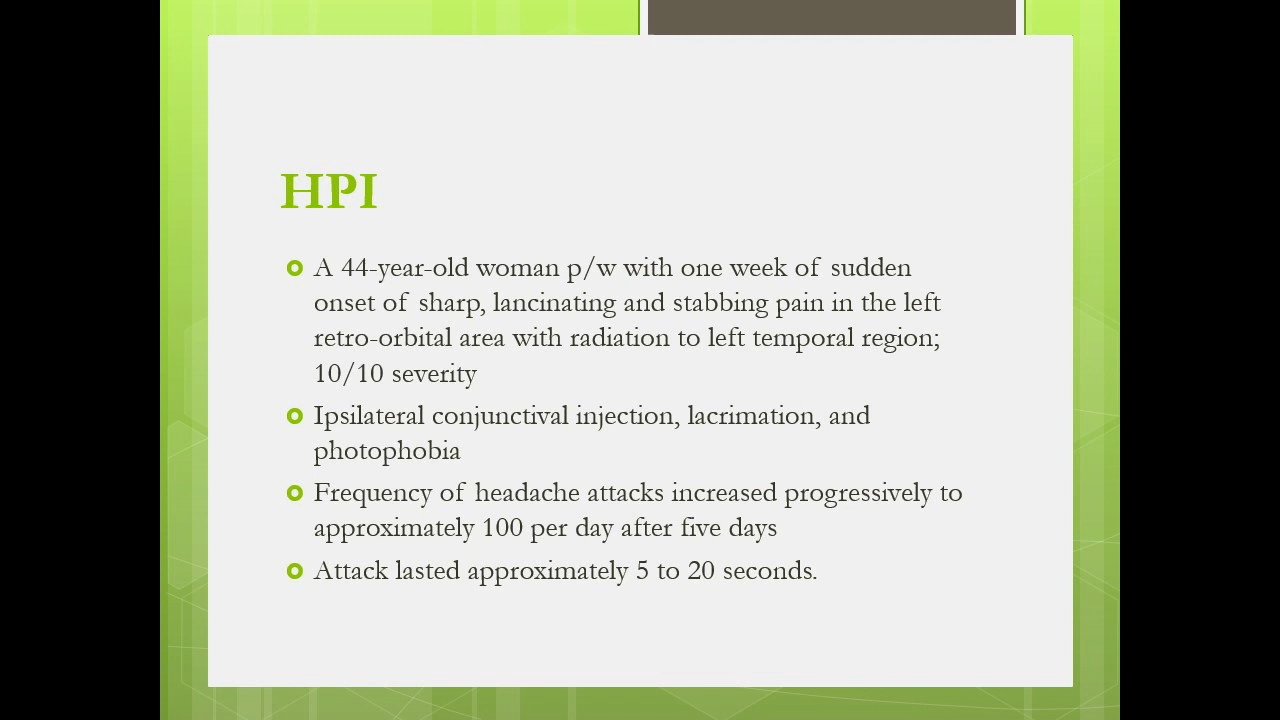 HPI
A 44-year-old woman p/w with one week of sudden
onset of sharp, lancinating and stabbing pain in the left
retro-orbital area with radiation to left temporal region;
10/10 severity
Ipsilateral conjunctival injection, lacrimation, and
photophobia
Frequency of headache attacks increased progressively to
approximately 100 per day after five days
Attack lasted approximately 5 to 20 seconds.